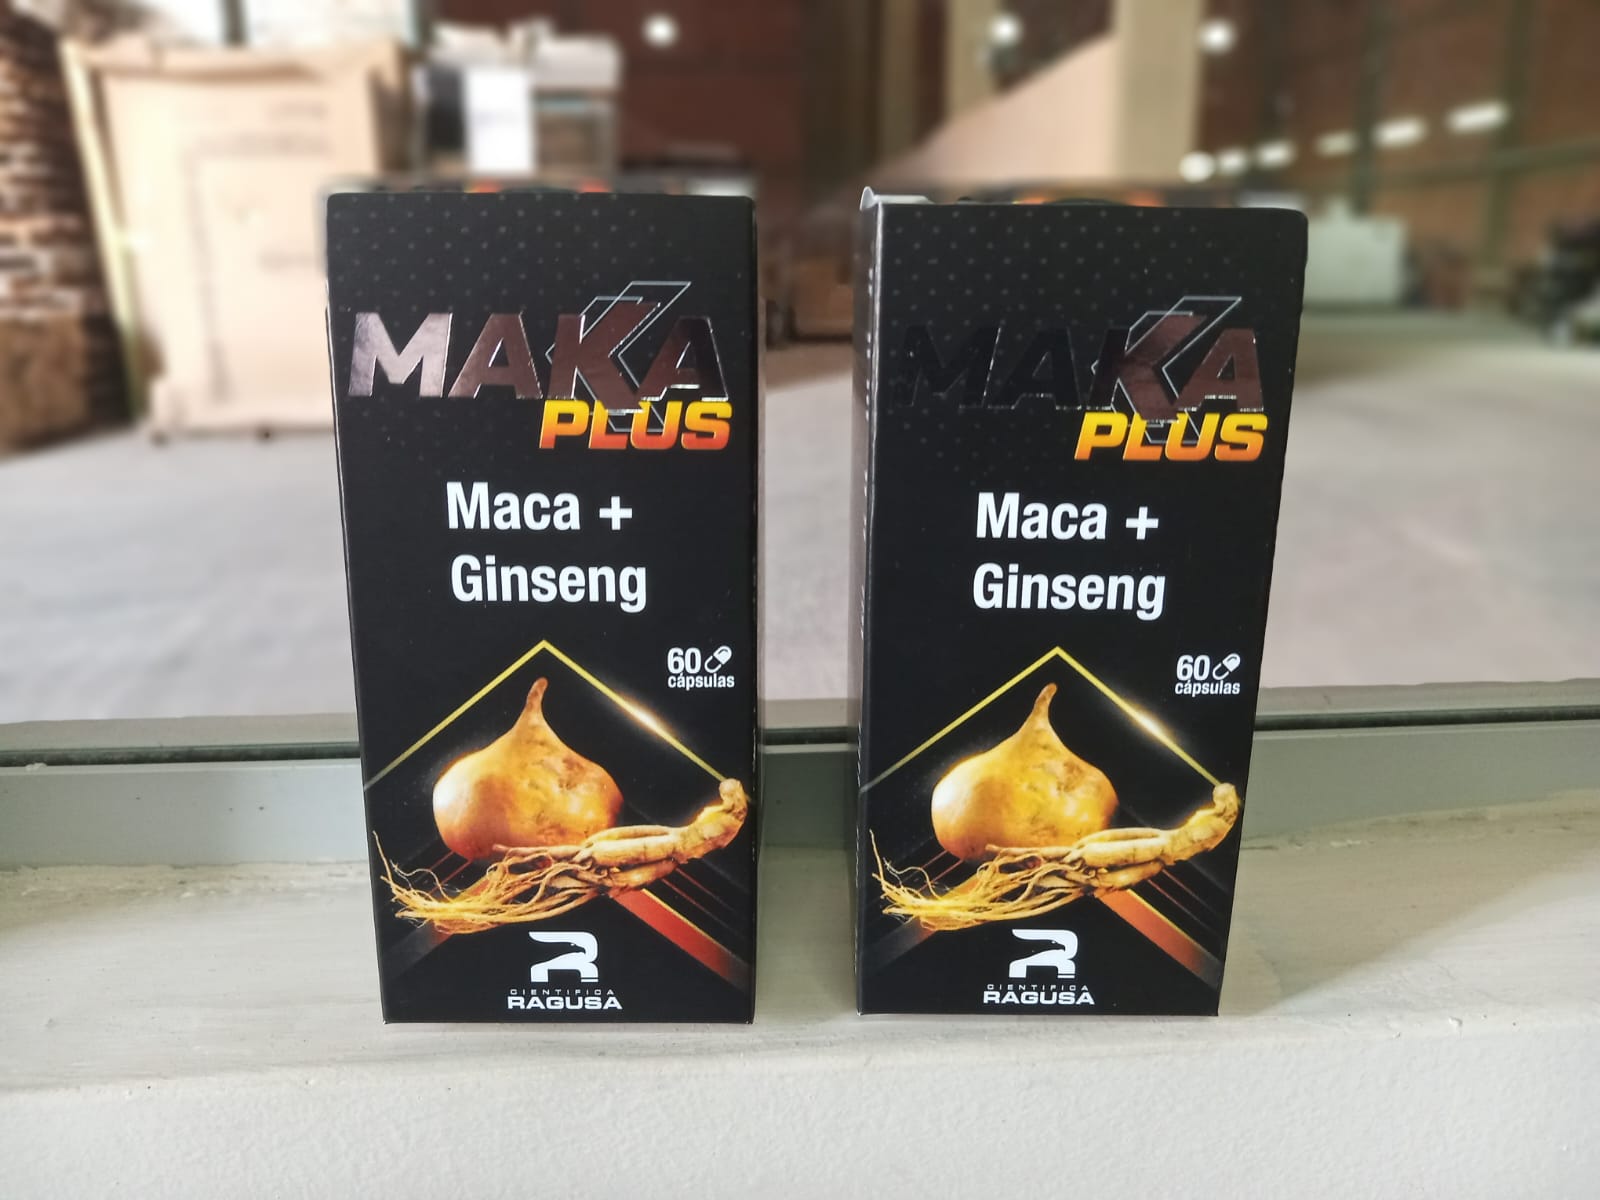 MAKA
PLUS
Maca +
Ginseng
60
cápsulas
CIENTIFICA
RAGUSA
MAKA
PLUS
Maca +
Ginseng
60
cápsulas
CIENTIFICA
RAGUSA